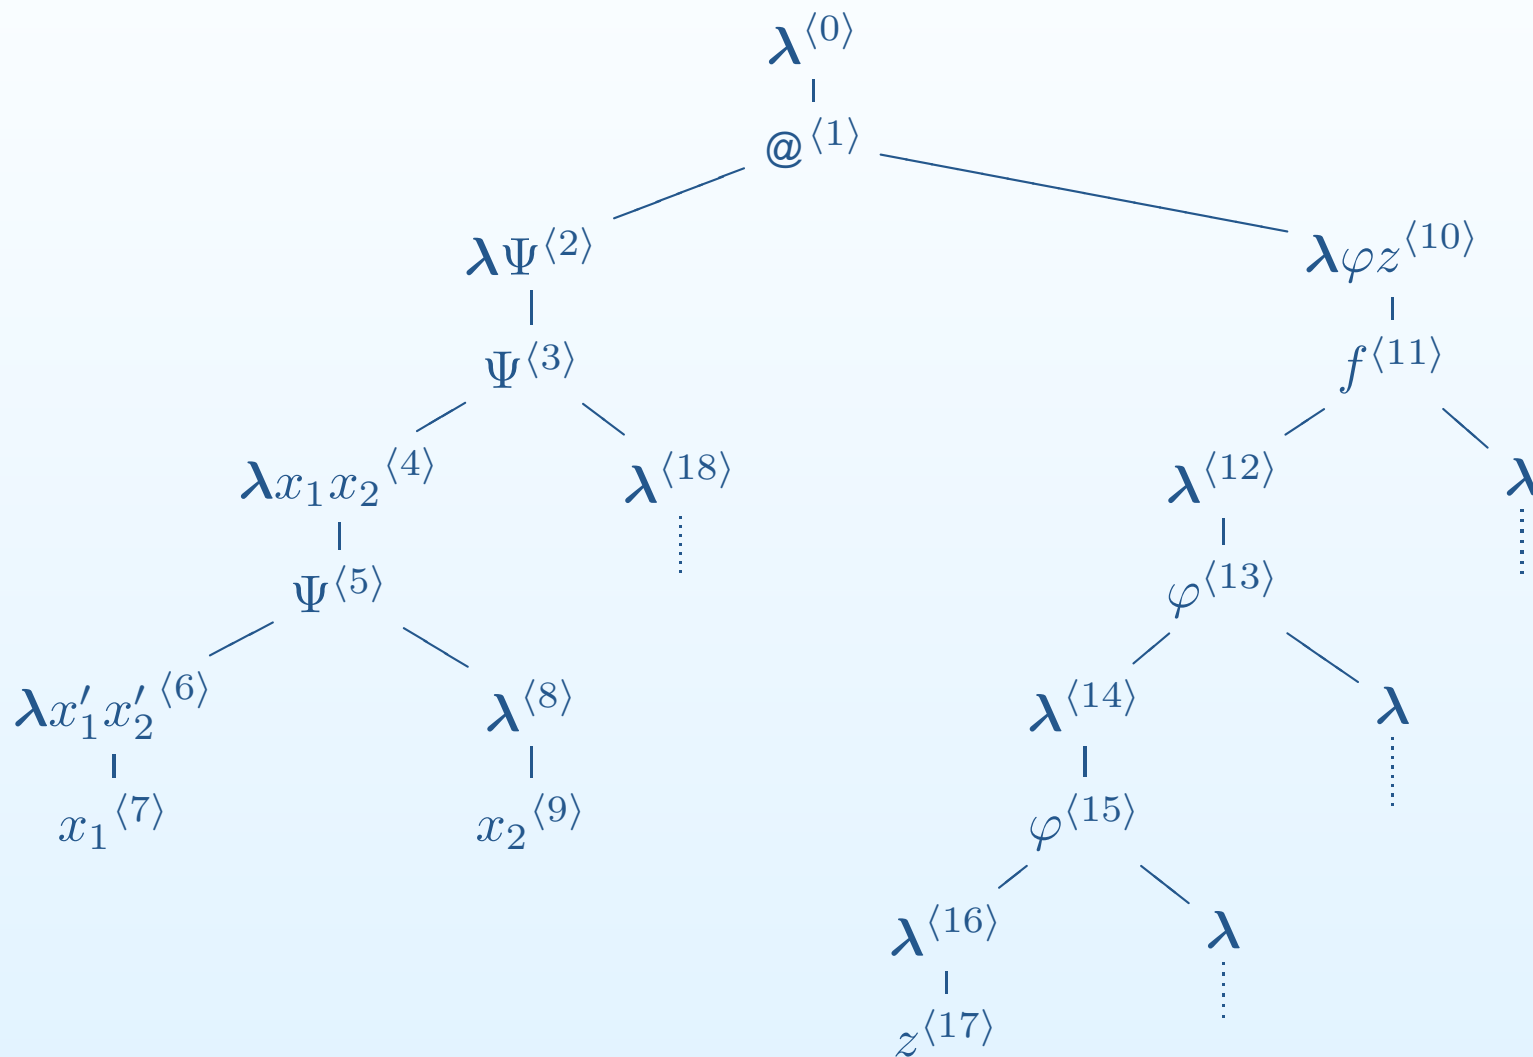 λ⟨0⟩
@⟨1⟩
λΨ⟨2⟩ λφz⟨10⟩
Ψ⟨3⟩ f⟨11⟩
λx₁x₂⟨4⟩ λ⟨18⟩ λ⟨12⟩ λ
Ψ⟨5⟩ φ⟨13⟩
λx′₁x′₂⟨6⟩ λ⟨8⟩ λ⟨14⟩ λ
x₁⟨7⟩ x₂⟨9⟩ φ⟨15⟩
λ⟨16⟩ λ
z⟨17⟩